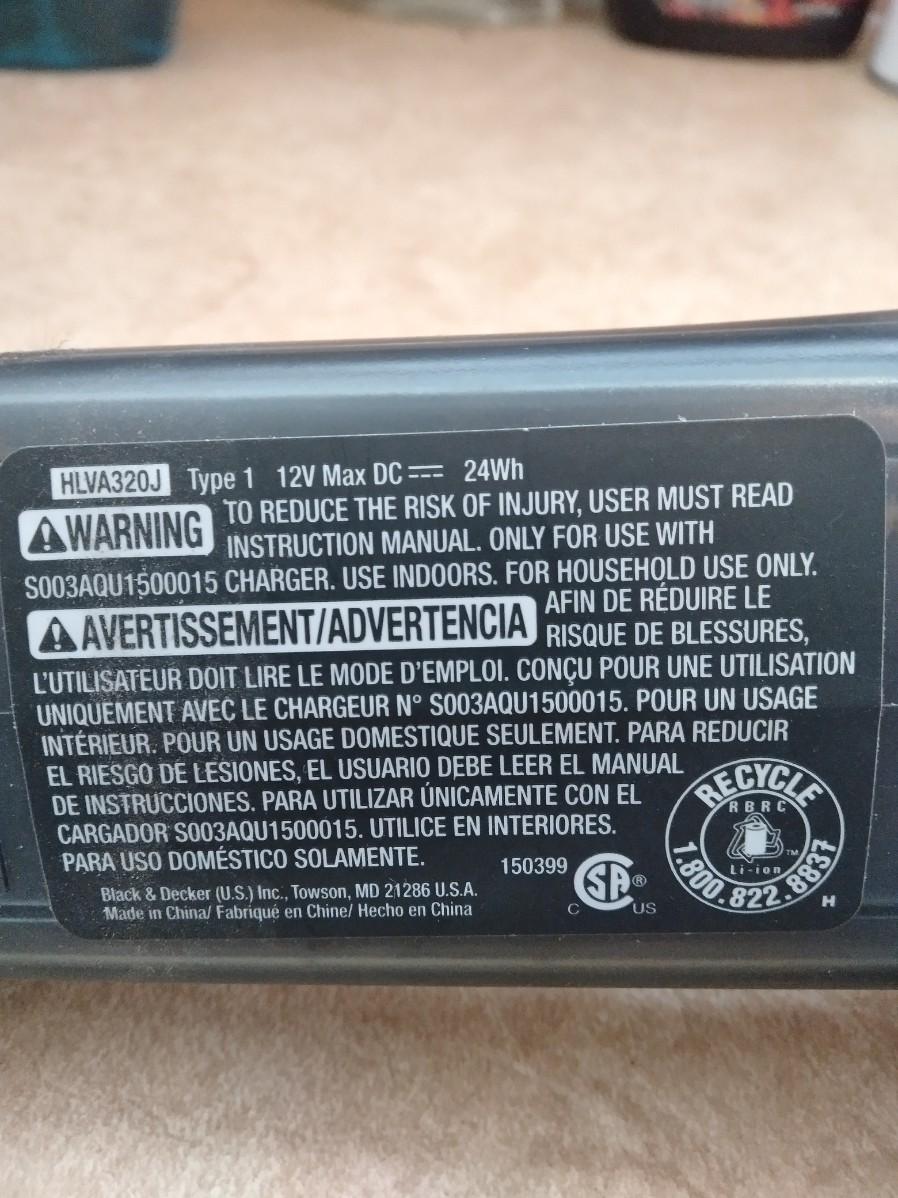 HLVA320J Type 1 12V Max DC 24Wh
WARNING TO REDUCE THE RISK OF INJURY, USER MUST READ
INSTRUCTION MANUAL. ONLY FOR USE WITH
S003AQU1500015 CHARGER. USE INDOORS. FOR HOUSEHOLD USE ONLY.
AVERTISSEMENT/ADVERTENCIA AFIN DE RÉDUIRE LE
RISQUE DE BLESSURES,
L'UTILISATEUR DOIT LIRE LE MODE D'EMPLOI. CONÇU POUR UNE UTILISATION
UNIQUEMENT AVEC LE CHARGEUR N° S003AQU1500015. POUR UN USAGE
INTÉRIEUR. POUR UN USAGE DOMESTIQUE SEULEMENT. PARA REDUCIR
EL RIESGO DE LESIONES, EL USUARIO DEBE LEER EL MANUAL
DE INSTRUCCIONES. PARA UTILIZAR ÚNICAMENTE CON EL
CARGADOR S003AQU1500015. UTILICE EN INTERIORES.
PARA USO DOMÉSTICO SOLAMENTE.
150399
Black & Decker (U.S.) Inc., Towson, MD 21286 U.S.A.
Made in China/ Fabriqué en Chine/ Hecho en China
C SA ® US
RECYCLE
RBRC
TM
Li-ion
1.800.822.8837
H